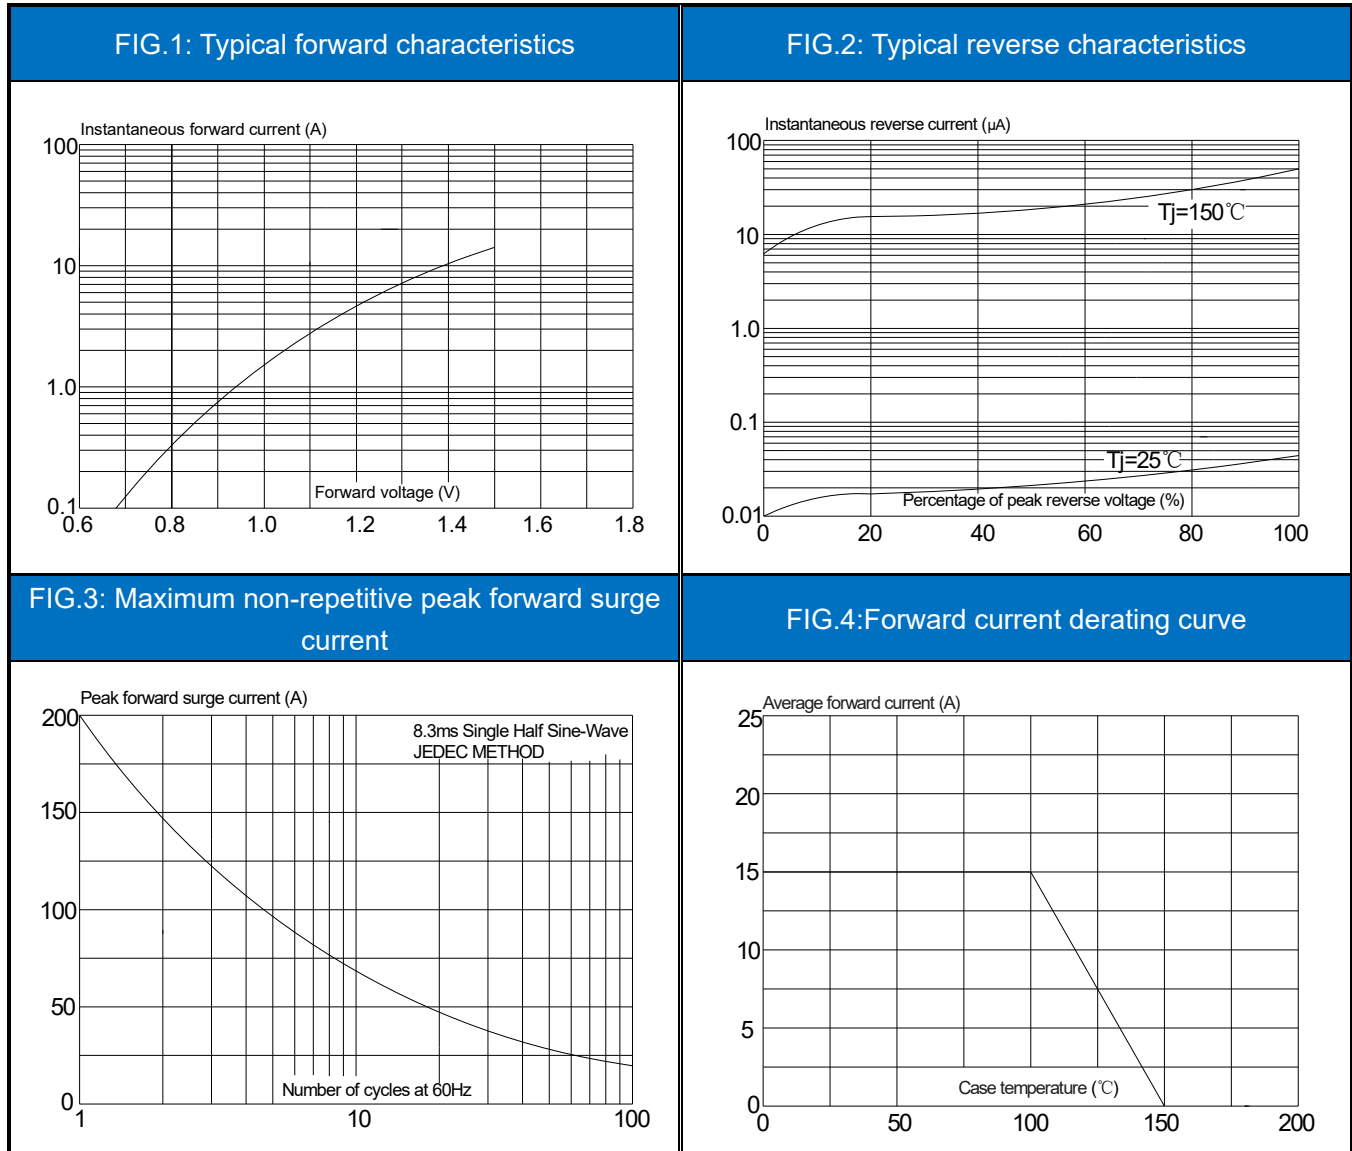 FIG.1: Typical forward characteristics
Instantaneous forward current (A)
100
10
1.0
0.1
Forward voltage (V)
0.6 0.8 1.0 1.2 1.4 1.6 1.8
FIG.2: Typical reverse characteristics
Instantaneous reverse current (μA)
100
Tj=150℃
10
1.0
0.1
Tj=25℃
Percentage of peak reverse voltage (%)
0.01
0 20 40 60 80 100
FIG.3: Maximum non-repetitive peak forward surge
current
Peak forward surge current (A)
200
8.3ms Single Half Sine-Wave
JEDEC METHOD
150
100
50
Number of cycles at 60Hz
0
1 10 100
FIG.4:Forward current derating curve
Average forward current (A)
25
20
15
10
5
Case temperature (℃)
0
0 50 100 150 200